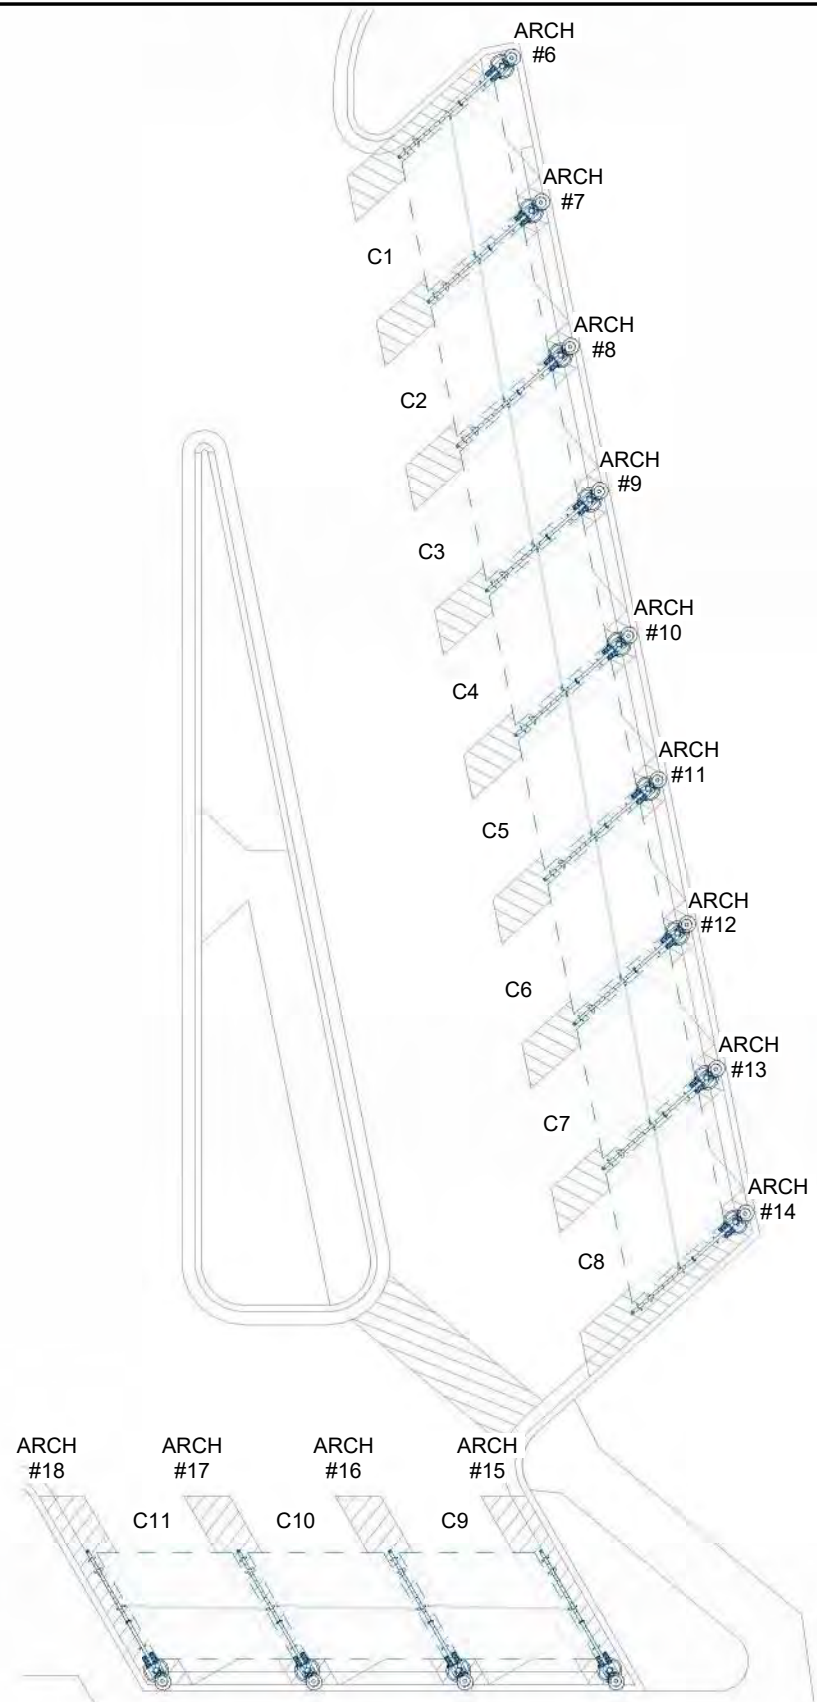 ARCH
#6
ARCH
#7
C1
ARCH
#8
C2
ARCH
#9
C3
ARCH
#10
C4
ARCH
#11
C5
ARCH
#12
C6
ARCH
#13
C7
ARCH
#14
C8
ARCH
#18
ARCH
#17
ARCH
#16
ARCH
#15
C11
C10
C9